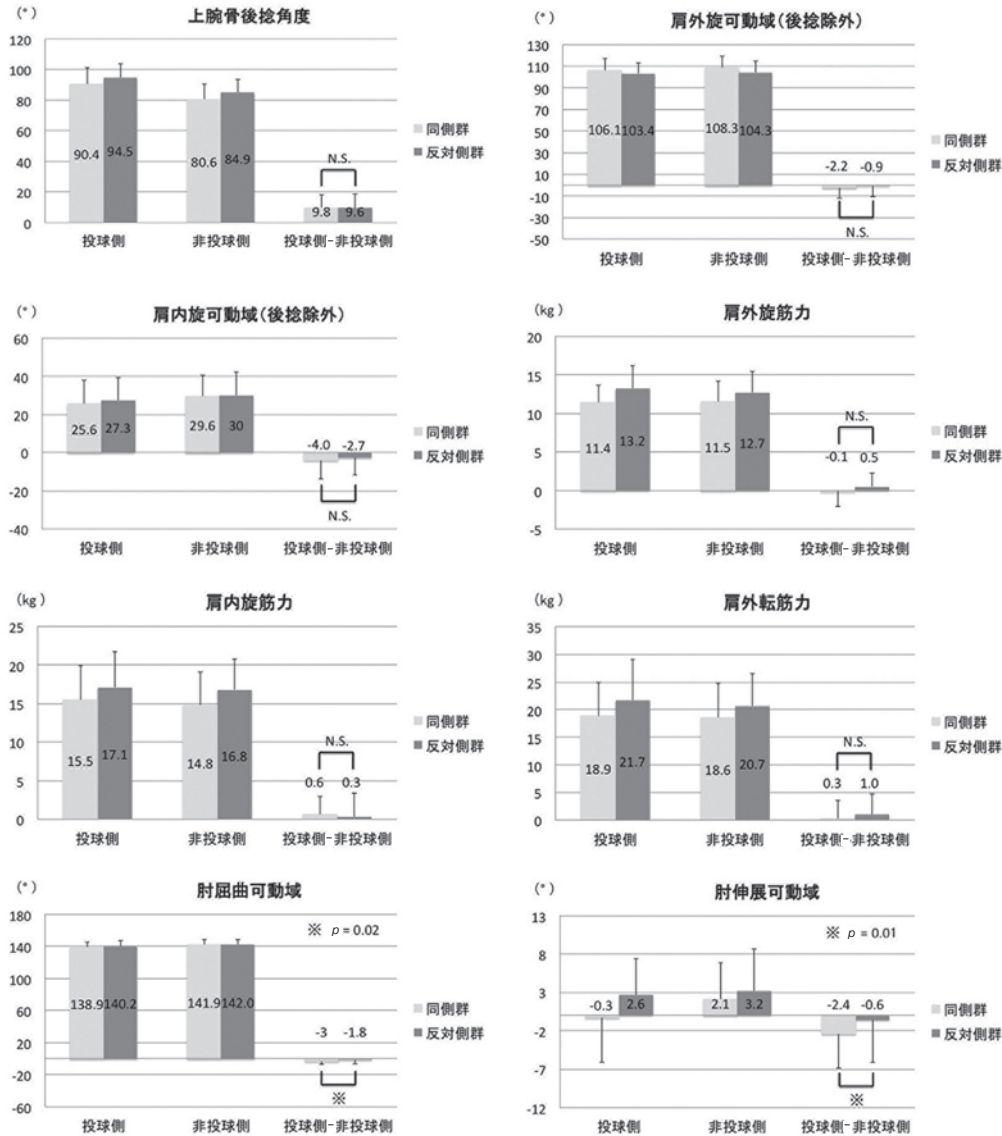 上腕骨後捻角度
(°)
120
100
80
60
40
20
0
90.4
94.5
80.6
84.9
N.S.
9.8
9.6
投球側
非投球側
投球側-非投球側
同側群
反対側群
肩外旋可動域(後捻除外)
(°)
130
110
90
70
50
30
10
-10
-30
-50
106.1
103.4
108.3
104.3
-2.2
-0.9
N.S.
投球側
非投球側
投球側-非投球側
同側群
反対側群
肩内旋可動域(後捻除外)
(°)
60
40
20
0
-20
-40
25.6
27.3
29.6
30
-4.0
-2.7
N.S.
投球側
非投球側
投球側-非投球側
同側群
反対側群
肩外旋筋力
(kg)
20
15
10
5
0
-5
11.4
13.2
11.5
12.7
N.S.
-0.1
0.5
投球側
非投球側
投球側-非投球側
同側群
反対側群
肩内旋筋力
(kg)
25
20
15
10
5
0
15.5
17.1
14.8
16.8
N.S.
0.6
0.3
投球側
非投球側
投球側-非投球側
同側群
反対側群
肩外転筋力
(kg)
35
30
25
20
15
10
5
0
18.9
21.7
18.6
20.7
N.S.
0.3
1.0
投球側
非投球側
投球側-非投球側
同側群
反対側群
肘屈曲可動域
(°)
180
140
100
60
20
-20
-60
※ p = 0.02
138.9
140.2
141.9
142.0
-3
-1.8
※
投球側
非投球側
投球側-非投球側
同側群
反対側群
肘伸展可動域
(°)
13
8
3
-2
-7
-12
※ p = 0.01
-0.3
2.6
2.1
3.2
-2.4
-0.6
※
投球側
非投球側
投球側-非投球側
同側群
反対側群